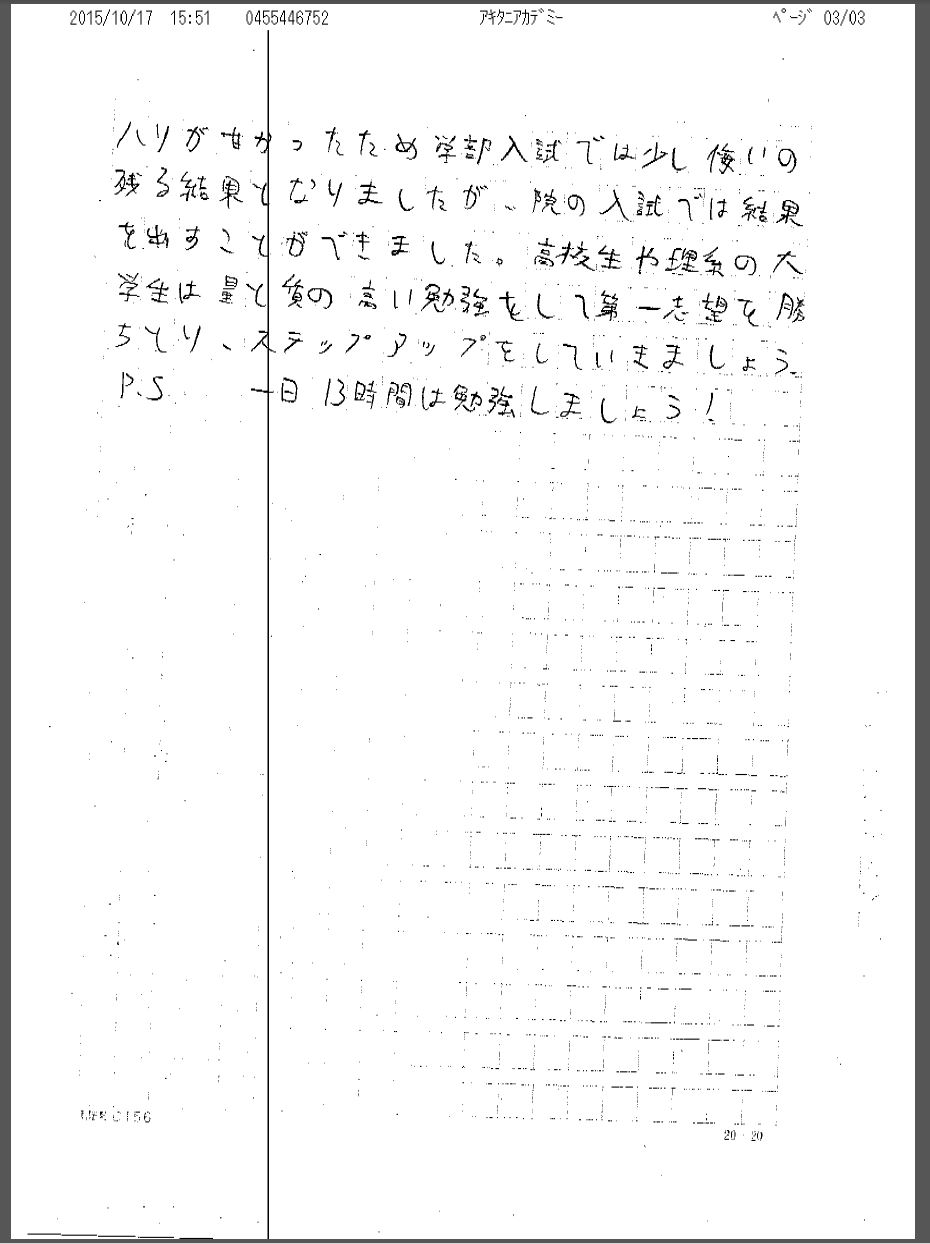 2015/10/17 15:51 0455446752 アキタニアカデミー ページ 03/03
ハリが甘かったため学部入試では少し悔いの
残る結果となりましたが、院の入試では結果
を出すことができました。高校生や理系の大
学生は量と質の高い勉強をして第一志望を勝
ちとり、ステップアップをしていきましょう。
P.S 一日13時間は勉強しましょう!
20 20